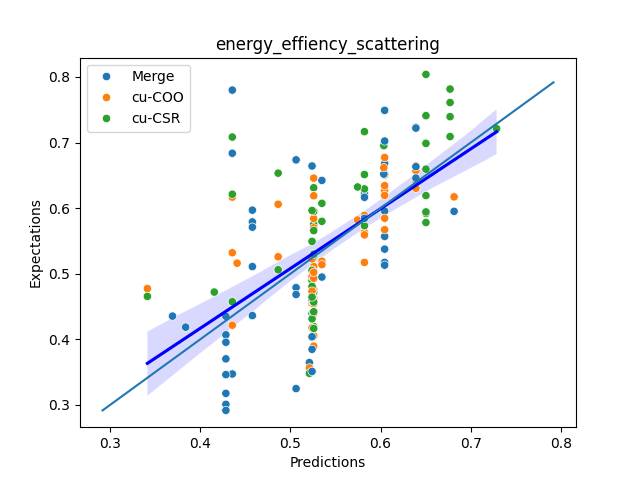 energy_effiency_scattering
Merge
cu-COO
cu-CSR
Expectations
0.8
0.7
0.6
0.5
0.4
0.3
0.3 0.4 0.5 0.6 0.7 0.8
Predictions